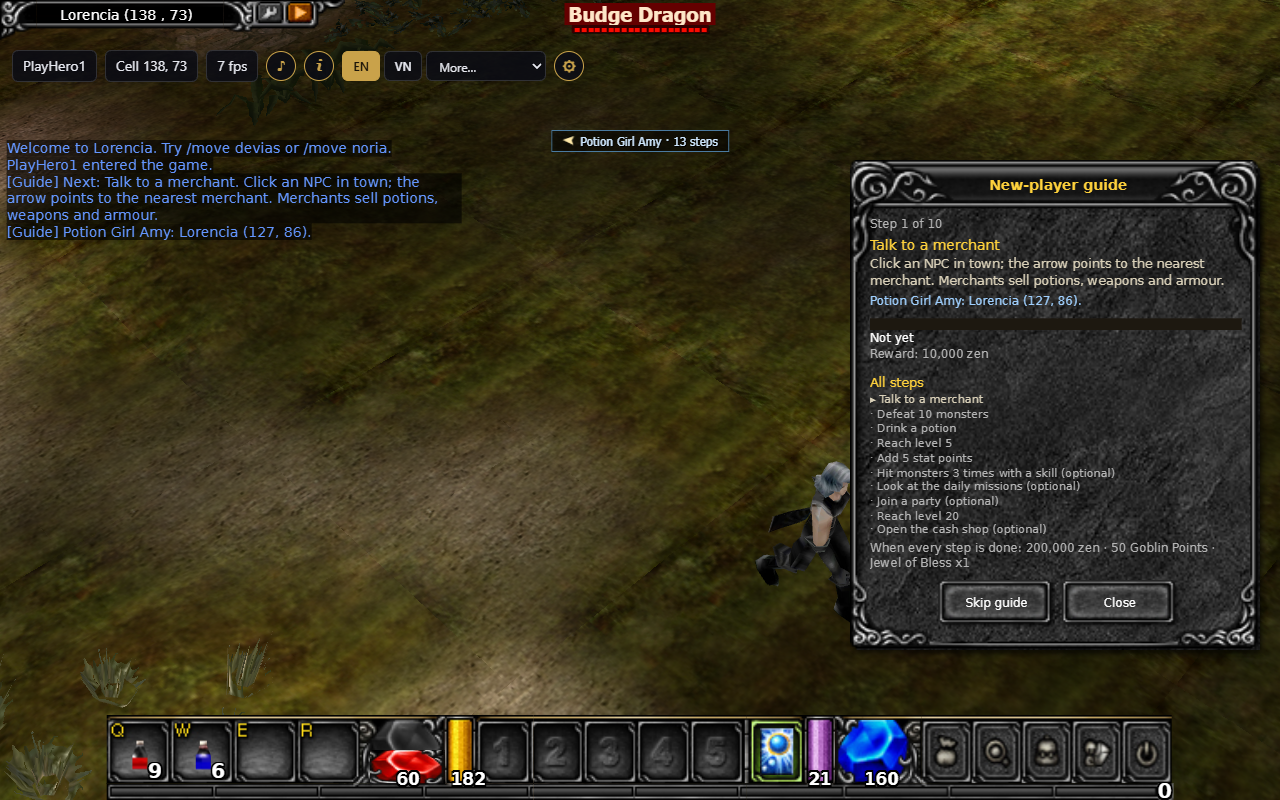 Lorencia (138 , 73)
Budge Dragon
PlayHero1
Cell 138, 73
7 fps
EN
VN
More...
Potion Girl Amy · 13 steps
Welcome to Lorencia. Try /move devias or /move noria.
PlayHero1 entered the game.
[Guide] Next: Talk to a merchant. Click an NPC in town; the
arrow points to the nearest merchant. Merchants sell potions,
weapons and armour.
[Guide] Potion Girl Amy: Lorencia (127, 86).
New-player guide
Step 1 of 10
Talk to a merchant
Click an NPC in town; the arrow points to the nearest
merchant. Merchants sell potions, weapons and armour.
Potion Girl Amy: Lorencia (127, 86).
Not yet
Reward: 10,000 zen
All steps
▸ Talk to a merchant
· Defeat 10 monsters
· Drink a potion
· Reach level 5
· Add 5 stat points
· Hit monsters 3 times with a skill (optional)
· Look at the daily missions (optional)
· Join a party (optional)
· Reach level 20
· Open the cash shop (optional)
When every step is done: 200,000 zen · 50 Goblin Points ·
Jewel of Bless x1
Skip guide
Close
Q
9
W
6
E
R
60
182
1
2
3
4
5
21
160
0